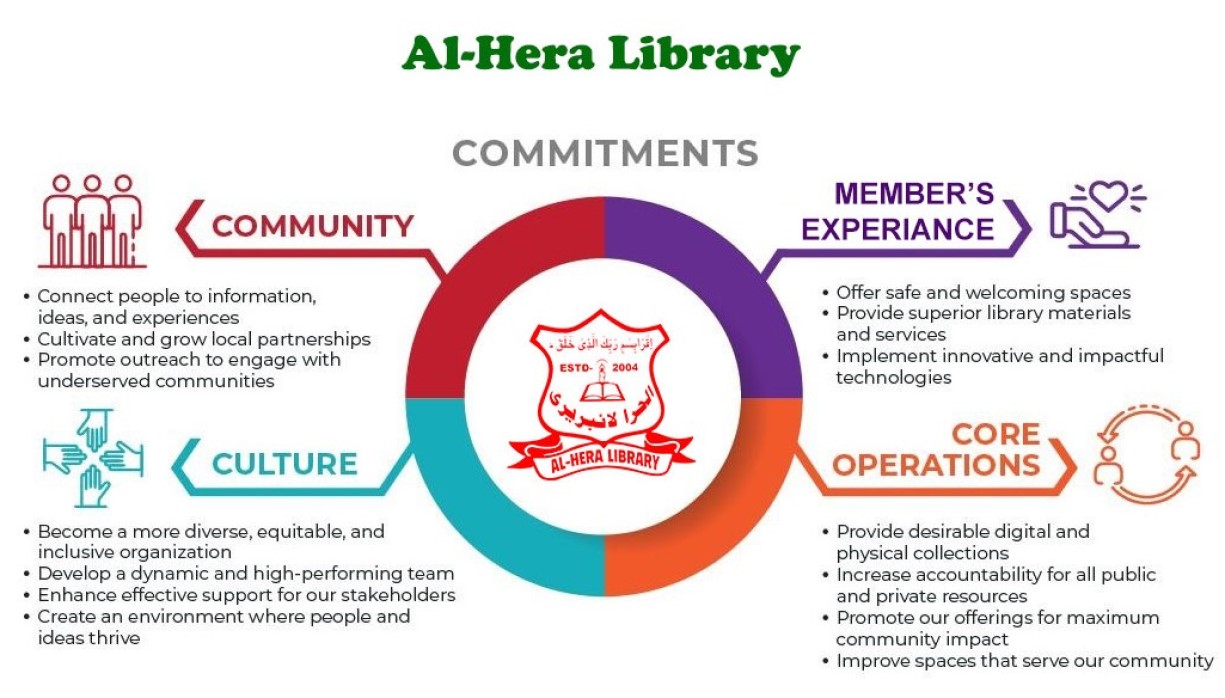 Al-Hera Library
COMMITMENTS
COMMUNITY
• Connect people to information,
ideas, and experiences
• Cultivate and grow local partnerships
• Promote outreach to engage with
underserved communities
MEMBER’S
EXPERIANCE
• Offer safe and welcoming spaces
• Provide superior library materials
and services
• Implement innovative and impactful
technologies
اِقْرَاْبِسْمِ رَبِّكَ الَّذِىْ خَلَقَ ۔
ESTD- 2004
الحرا لائبریری
AL-HERA LIBRARY
CULTURE
• Become a more diverse, equitable, and
inclusive organization
• Develop a dynamic and high-performing team
• Enhance effective support for our stakeholders
• Create an environment where people and
ideas thrive
CORE
OPERATIONS
• Provide desirable digital and
physical collections
• Increase accountability for all public
and private resources
• Promote our offerings for maximum
community impact
• Improve spaces that serve our community